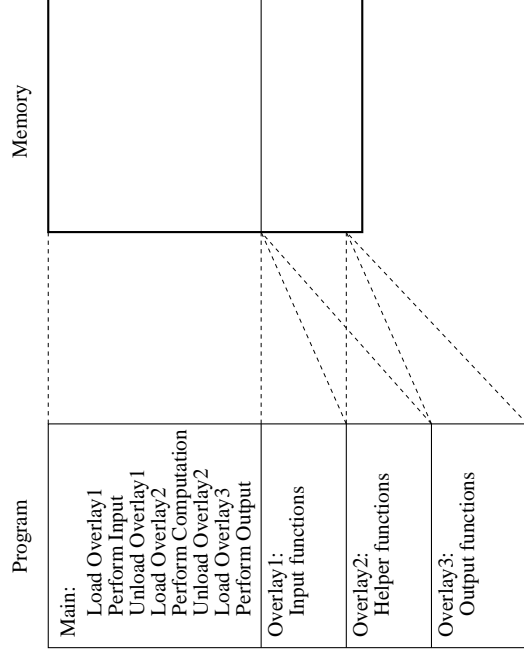 Program
Memory
Main:
Load Overlay1
Perform Input
Unload Overlay1
Load Overlay2
Perform Computation
Unload Overlay2
Load Overlay3
Perform Output
Overlay1:
Input functions
Overlay2:
Helper functions
Overlay3:
Output functions